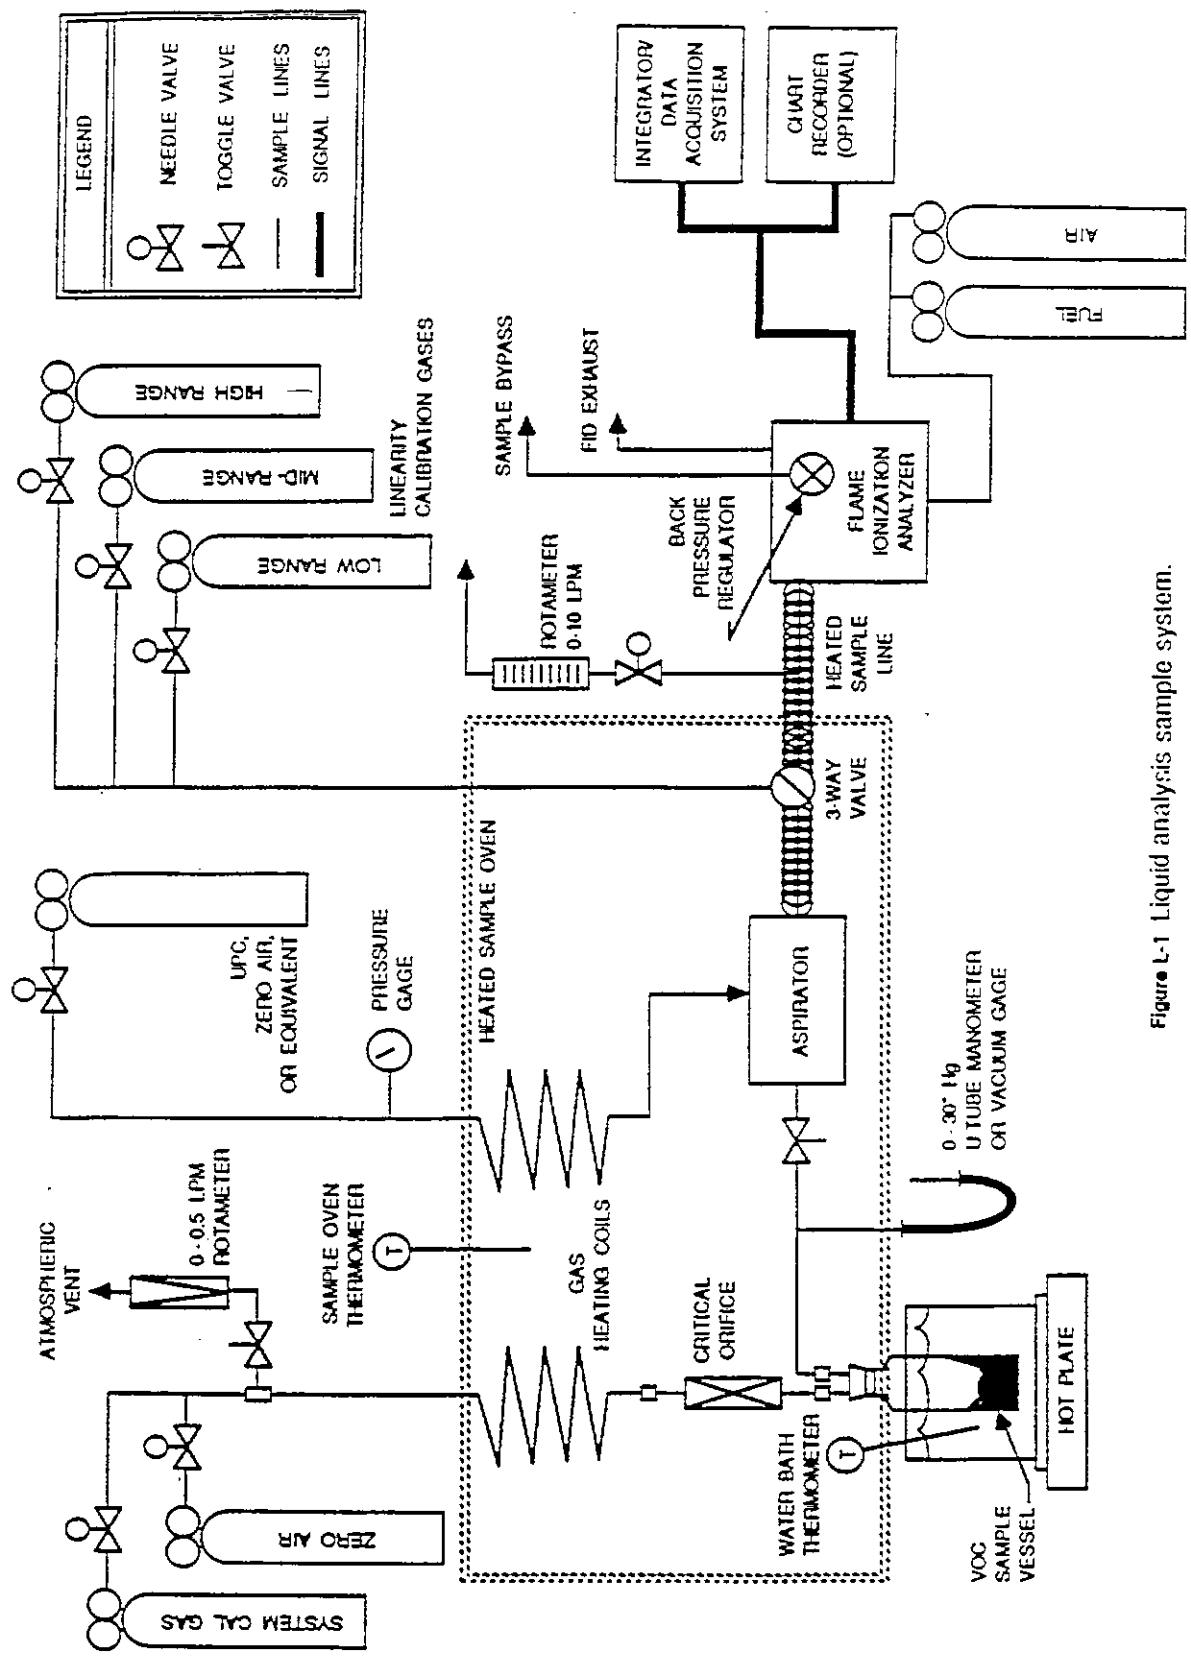 SYSTEM CAL GAS
ZERO AIR
ATMOSPHERIC
VENT
0-0.5 LPM
ROTAMETER
SAMPLE OVEN
THERMOMETER
T
GAS
HEATING COILS
UPC,
ZERO AIR,
OR EQUIVALENT
PRESSURE
GAGE
HEATED SAMPLE OVEN
LOW RANGE
MID-RANGE
HIGH RANGE
LINEARITY
CALIBRATION GASES
LEGEND
NEEDLE VALVE
TOGGLE VALVE
SAMPLE LINES
SIGNAL LINES
CRITICAL
ORIFICE
WATER BATH
THERMOMETER
T
VOC
SAMPLE
VESSEL
HOT PLATE
0-30" Hg
U TUBE MANOMETER
OR VACUUM GAGE
ASPIRATOR
3-WAY
VALVE
HEATED
SAMPLE
LINE
ROTAMETER
0-10 LPM
BACK
PRESSURE
REGULATOR
SAMPLE BYPASS
FID EXHAUST
FLAME
IONIZATION
ANALYZER
INTEGRATOR/
DATA
ACQUISITION
SYSTEM
CHART
RECORDER
(OPTIONAL)
FUEL
AIR
Figure L-1 Liquid analysis sample system.